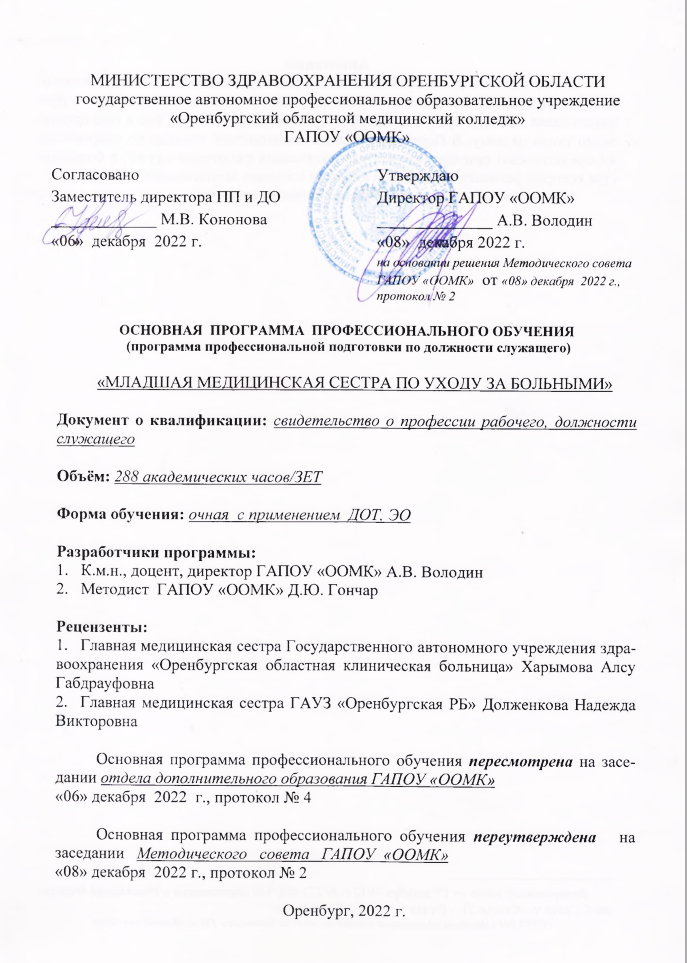 МИНИСТЕРСТВО ЗДРАВООХРАНЕНИЯ ОРЕНБУРГСКОЙ ОБЛАСТИ
государственное автономное профессиональное образовательное учреждение
«Оренбургский областной медицинский колледж»
ГАПОУ «ООМК»
Согласовано
Заместитель директора ПП и ДО
______________ М.В. Кононова
«06» декабря 2022 г.
Утверждаю
Директор ГАПОУ «ООМК»
_______________ А.В. Володин
«08» декабря 2022 г.
на основании решения Методического совета
ГАПОУ «ООМК» от «08» декабря 2022 г.,
протокол № 2
ОСНОВНАЯ ПРОГРАММА ПРОФЕССИОНАЛЬНОГО ОБУЧЕНИЯ
(программа профессиональной подготовки по должности служащего)
«МЛАДШАЯ МЕДИЦИНСКАЯ СЕСТРА ПО УХОДУ ЗА БОЛЬНЫМИ»
Документ о квалификации: свидетельство о профессии рабочего, должности
служащего
Объём: 288 академических часов/ЗЕТ
Форма обучения: очная с применением ДОТ, ЭО
Разработчики программы:
1. К.м.н., доцент, директор ГАПОУ «ООМК» А.В. Володин
2. Методист ГАПОУ «ООМК» Д.Ю. Гончар
Рецензенты:
1. Главная медицинская сестра Государственного автономного учреждения здра-
воохранения «Оренбургская областная клиническая больница» Харымова Алсу
Габдрауфовна
2. Главная медицинская сестра ГАУЗ «Оренбургская РБ» Долженкова Надежда
Викторовна
Основная программа профессионального обучения пересмотрена на засе-
дании отдела дополнительного образования ГАПОУ «ООМК»
«06» декабря 2022 г., протокол № 4
Основная программа профессионального обучения переутверждена на
заседании Методического совета ГАПОУ «ООМК»
«08» декабря 2022 г., протокол № 2
Оренбург, 2022 г.